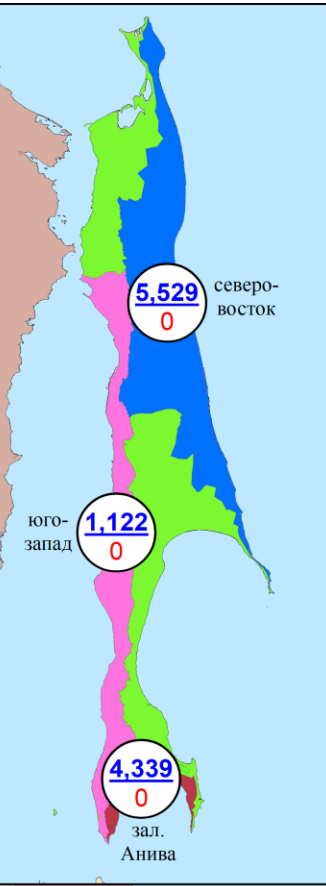 5,529
0
северо-
восток
юго-
запад
1,122
0
4,339
0
зал.
Анива